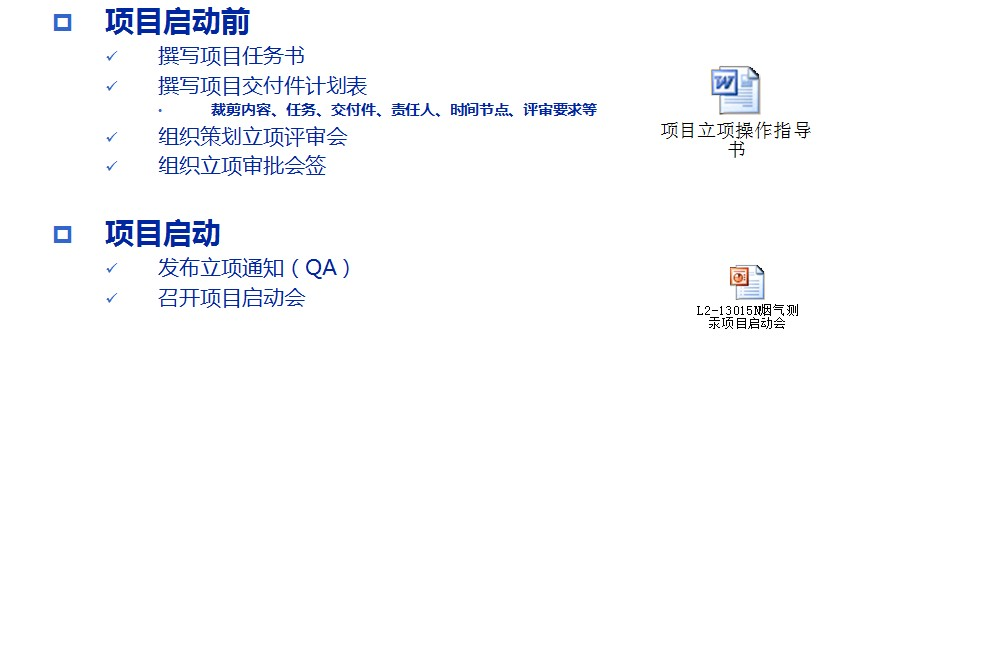 项目启动前
撰写项目任务书
撰写项目交付件计划表
裁剪内容、任务、交付件、责任人、时间节点、评审要求等
组织策划立项评审会
组织立项审批会签
项目立项操作指导
书
项目启动
发布立项通知（QA）
召开项目启动会
L2-13015N烟气测
汞项目启动会